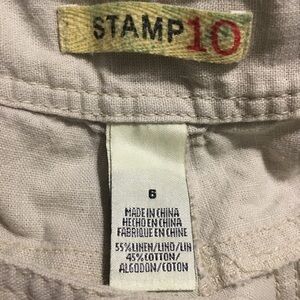 STAMP10
6
MADE IN CHINA
HECHO EN CHINA
FABRIQUE EN CHINE
55%LINEN/LINO/LIN
45%COTTON/
ALGODON/COTON